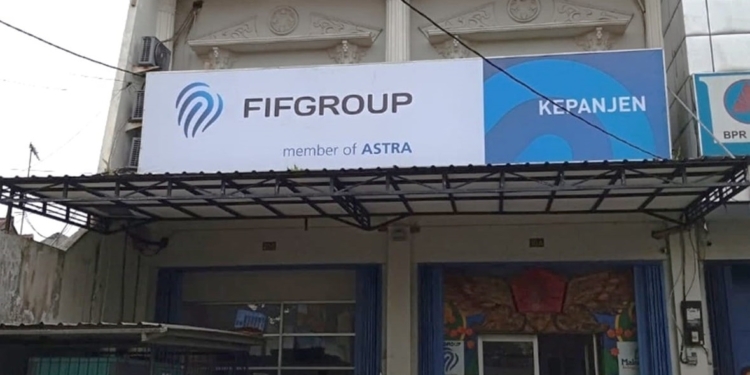 FIFGROUP
member of ASTRA
KEPANJEN
BPR